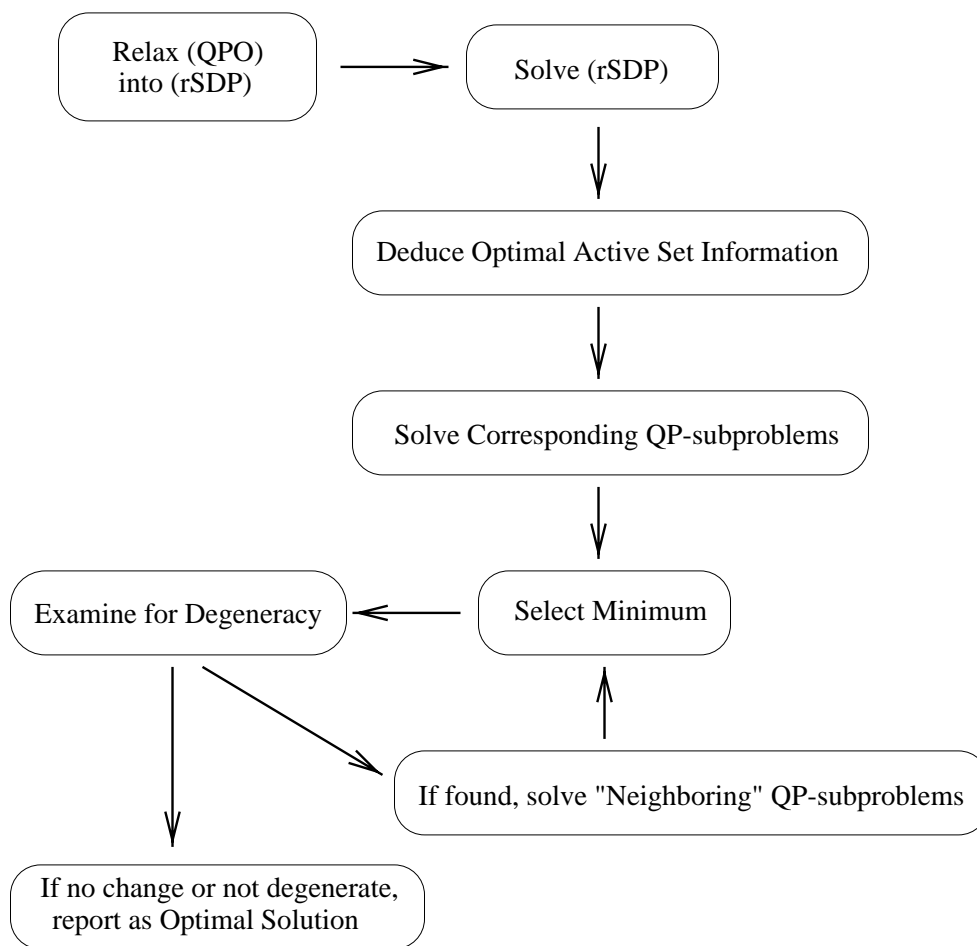 Relax (QPO)
into (rSDP)
Solve (rSDP)
Deduce Optimal Active Set Information
Solve Corresponding QP-subproblems
Select Minimum
Examine for Degeneracy
If found, solve "Neighboring" QP-subproblems
If no change or not degenerate,
report as Optimal Solution